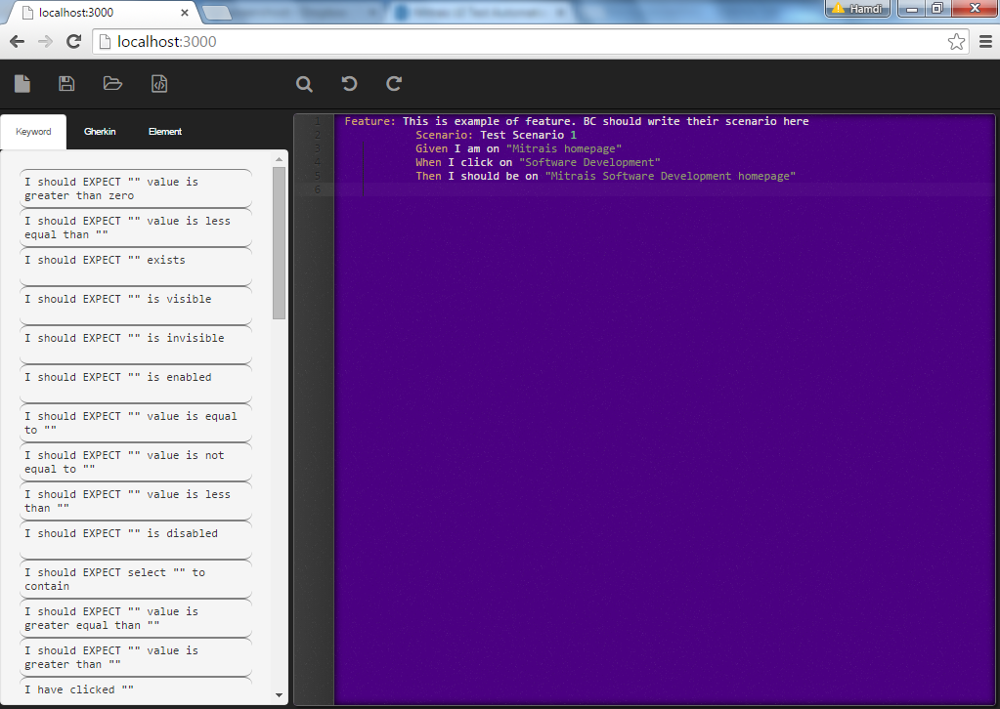 localhost:3000
Hamdi
localhost:3000
Keyword
Gherkin
Element
I should EXPECT "" value is
greater than zero
I should EXPECT "" value is less
equal than ""
I should EXPECT "" exists
I should EXPECT "" is visible
I should EXPECT "" is invisible
I should EXPECT "" is enabled
I should EXPECT "" value is equal
to ""
I should EXPECT "" value is not
equal to ""
I should EXPECT "" value is less
than ""
I should EXPECT "" is disabled
I should EXPECT select "" to
contain
I should EXPECT "" value is
greater equal than ""
I should EXPECT "" value is
greater than ""
I have clicked ""
1 Feature: This is example of feature. BC should write their scenario here
2 Scenario: Test Scenario 1
3 Given I am on "Mitrais homepage"
4 When I click on "Software Development"
5 Then I should be on "Mitrais Software Development homepage"
6